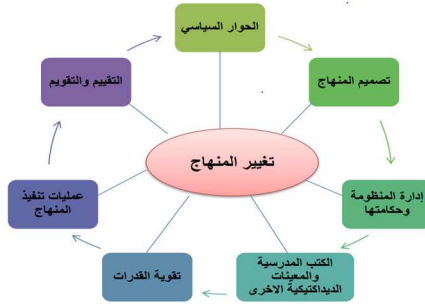 الحوار السياسي
تصميم المنهاج
إدارة المنظومة
وحكامتها
الكتب المدرسية
والمعينات
الديداكتيكية الاخرى
تقوية القدرات
عمليات تنفيذ
المنهاج
التقييم والتقويم
تغيير المنهاج